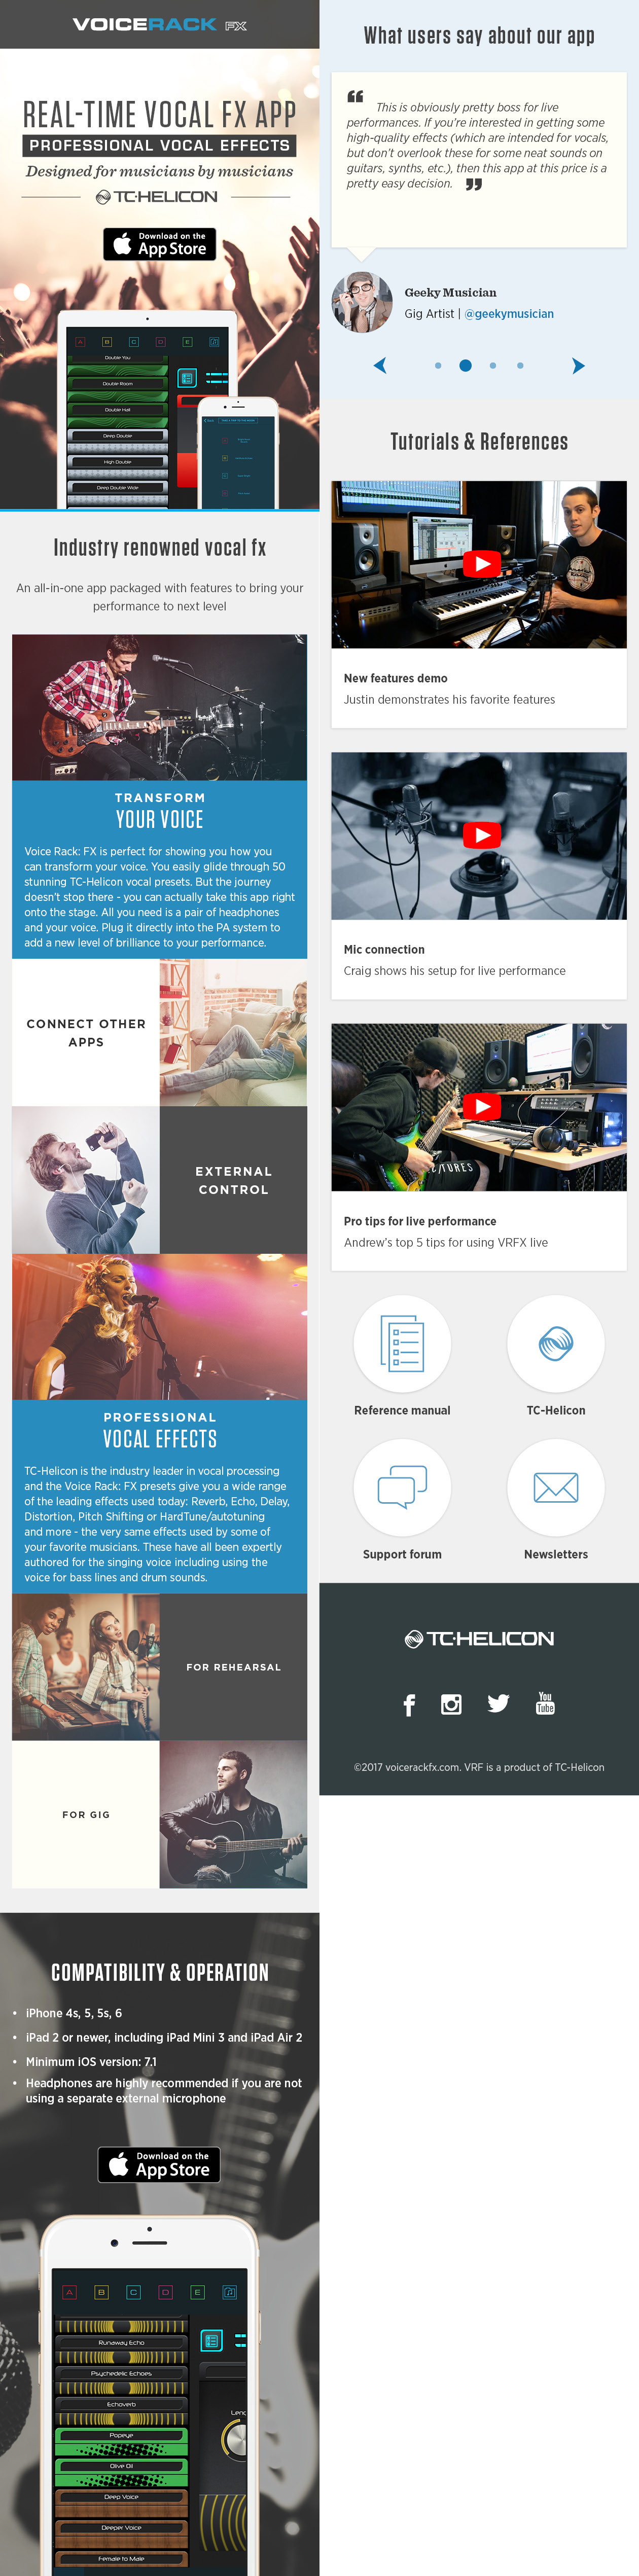 VOICERACK FX
REAL-TIME VOCAL FX APP
PROFESSIONAL VOCAL EFFECTS
Designed for musicians by musicians
TC·HELICON
Download on the
App Store
A B C D E
Double You
Double Room
Double Hall
Deep Double
High Double
Deep Double Wide
Industry renowned vocal fx
An all-in-one app packaged with features to bring your
performance to next level
TRANSFORM
YOUR VOICE
Voice Rack: FX is perfect for showing you how you
can transform your voice. You easily glide through 50
stunning TC-Helicon vocal presets. But the journey
doesn't stop there - you can actually take this app right
onto the stage. All you need is a pair of headphones
and your voice. Plug it directly into the PA system to
add a new level of brilliance to your performance.
CONNECT OTHER
APPS
EXTERNAL
CONTROL
PROFESSIONAL
VOCAL EFFECTS
TC-Helicon is the industry leader in vocal processing
and the Voice Rack: FX presets give you a wide range
of the leading effects used today: Reverb, Echo, Delay,
Distortion, Pitch Shifting or HardTune/autotuning
and more - the very same effects used by some of
your favorite musicians. These have all been expertly
authored for the singing voice including using the
voice for bass lines and drum sounds.
FOR REHEARSAL
FOR GIG
COMPATIBILITY & OPERATION
• iPhone 4s, 5, 5s, 6
• iPad 2 or newer, including iPad Mini 3 and iPad Air 2
• Minimum iOS version: 7.1
• Headphones are highly recommended if you are not
using a separate external microphone
Download on the
App Store
A B C D E
Runaway Echo
Psychedelic Echoes
Echoverb
Popeye
Olive Oil
Deep Voice
Deeper Voice
Female to Male
Leng
What users say about our app
“ This is obviously pretty boss for live
performances. If you're interested in getting some
high-quality effects (which are intended for vocals,
but don't overlook these for some neat sounds on
guitars, synths, etc.), then this app at this price is a
pretty easy decision. ”
Geeky Musician
Gig Artist | @geekymusician
Tutorials & References
New features demo
Justin demonstrates his favorite features
Mic connection
Craig shows his setup for live performance
Pro tips for live performance
Andrew's top 5 tips for using VRFX live
Reference manual
TC-Helicon
Support forum
Newsletters
TC·HELICON
You
Tube
©2017 voicerackfx.com. VRF is a product of TC-Helicon